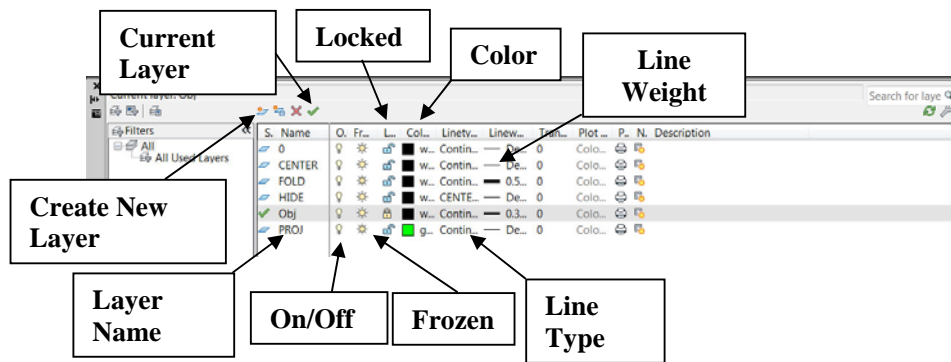 Current Layer
Locked
Color
Line Weight
Current layer: Obj
Search for laye
Filters
All
All Used Layers
S. Name O. Fr... L... Col... Linetv... Linew... Tran... Plot ... P.. N. Description
0 w... Contin... De... 0 Colo...
CENTER w... Contin... De... 0 Colo...
FOLD w... Contin... 0.5... 0 Colo...
HIDE w... CENTE... De... 0 Colo...
Obj w... Contin... 0.3... 0 Colo...
PROJ g... Contin... De... 0 Colo...
Create New Layer
Layer Name
On/Off
Frozen
Line Type